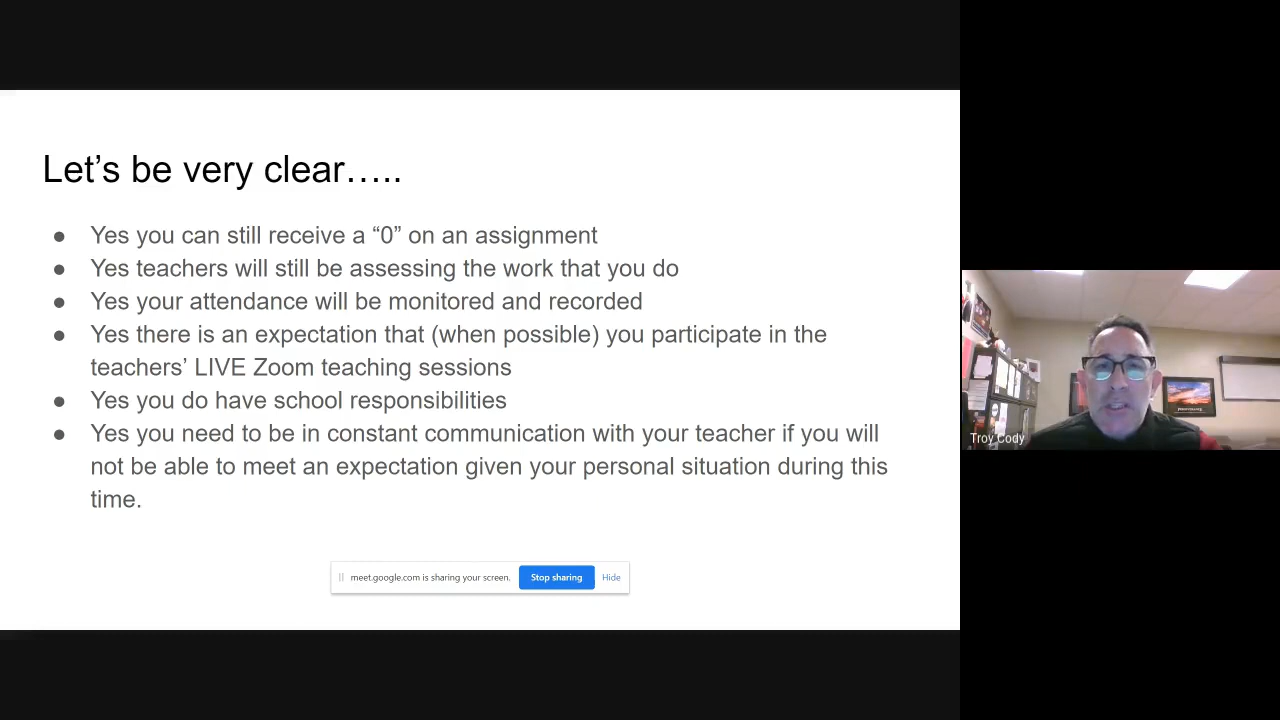 Let’s be very clear…..
● Yes you can still receive a “0” on an assignment
● Yes teachers will still be assessing the work that you do
● Yes your attendance will be monitored and recorded
● Yes there is an expectation that (when possible) you participate in the
teachers’ LIVE Zoom teaching sessions
● Yes you do have school responsibilities
● Yes you need to be in constant communication with your teacher if you will
not be able to meet an expectation given your personal situation during this
time.
meet.google.com is sharing your screen. Stop sharing Hide
Troy Cody